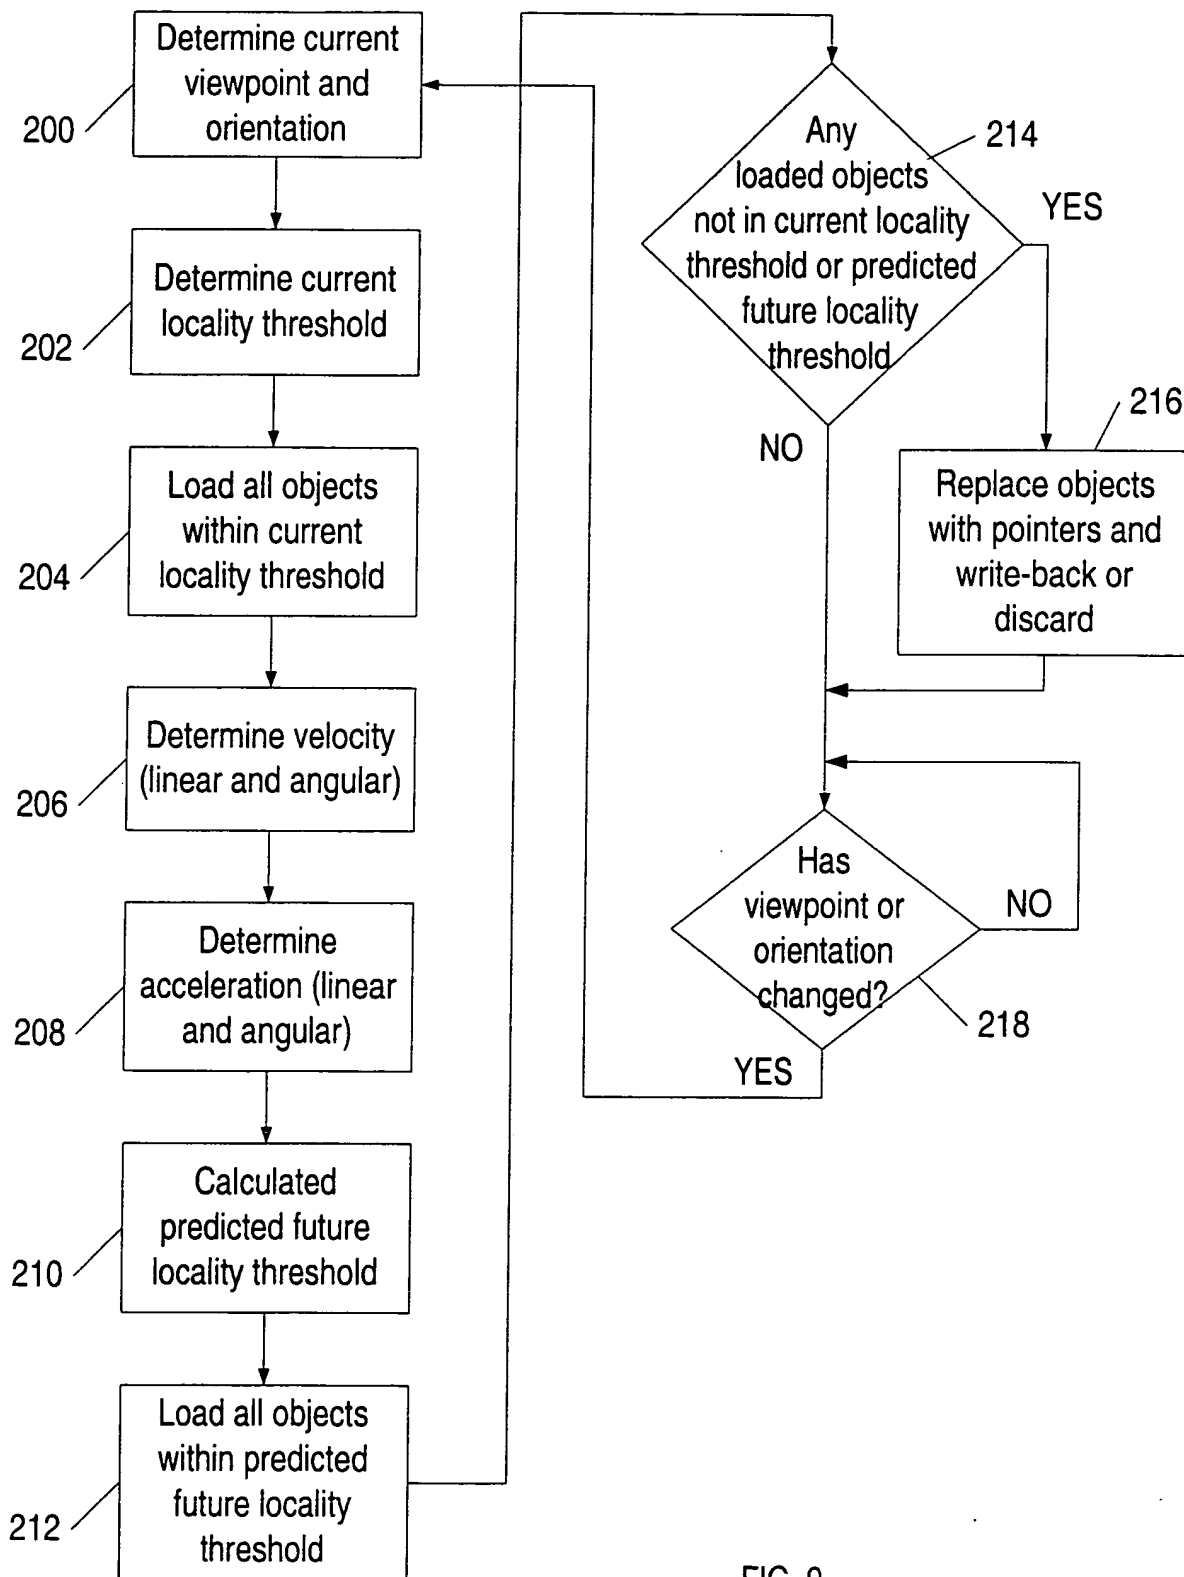 Determine current
viewpoint and
orientation
200
Determine current
locality threshold
202
Load all objects
within current
locality threshold
204
Determine velocity
(linear and angular)
206
Determine
acceleration (linear
and angular)
208
Calculated
predicted future
locality threshold
210
Load all objects
within predicted
future locality
threshold
212
Any
loaded objects
not in current locality
threshold or predicted
future locality
threshold
214
YES
NO
216
Replace objects
with pointers and
write-back or
discard
Has
viewpoint or
orientation
changed?
NO
218
YES